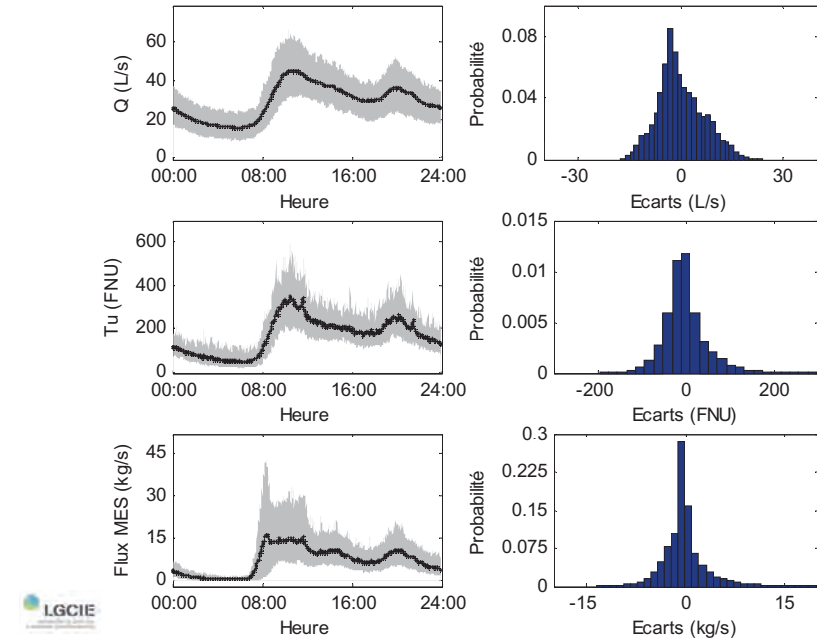 60
40
20
0
Q (L/s)
00:00 08:00 16:00 24:00
Heure
0.08
0.04
0
Probabilité
-30 0 30
Ecarts (L/s)
600
400
200
0
Tu (FNU)
00:00 08:00 16:00 24:00
Heure
0.015
0.01
0.005
0
Probabilité
-200 0 200
Ecarts (FNU)
45
30
15
0
Flux MES (kg/s)
00:00 08:00 16:00 24:00
Heure
0.3
0.225
0.15
0.075
0
Probabilité
-15 0 15
Ecarts (kg/s)
LGCIE